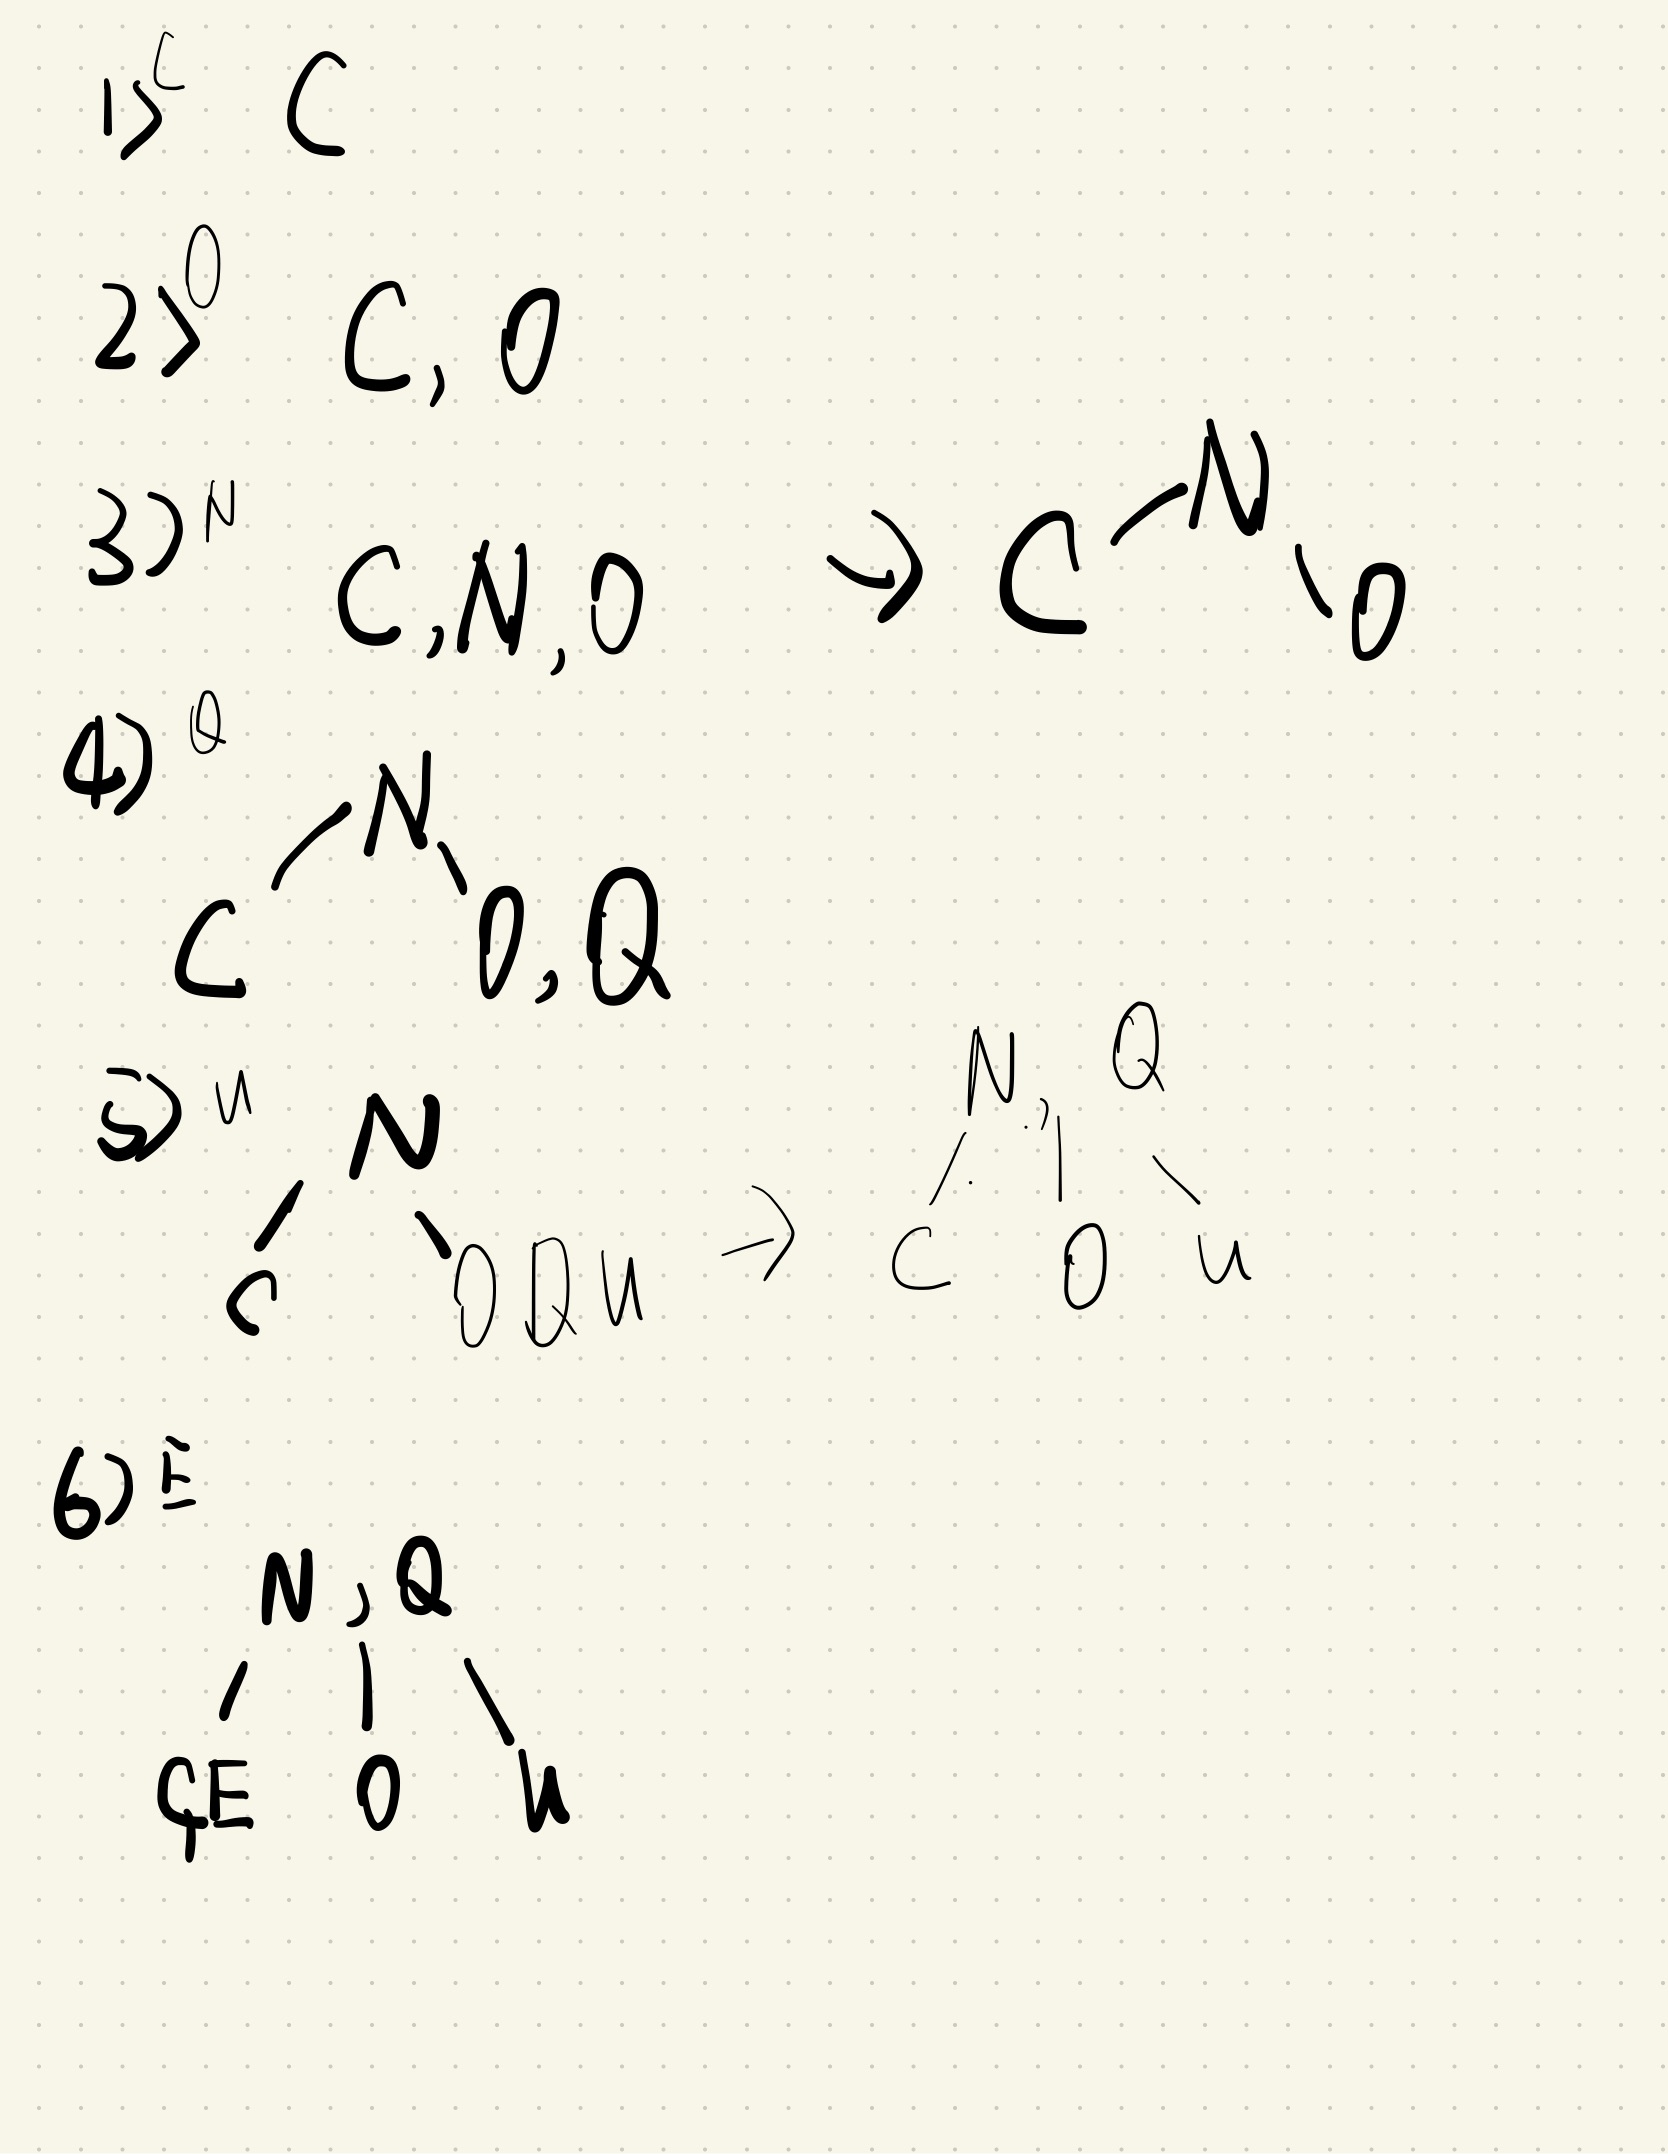 1) C C
2) O C, O
3) N C, N, O → C N O
4) Q
N
C O, Q
5) U N → N, Q
C O Q U C O U
6) E
N, Q
C, E O U